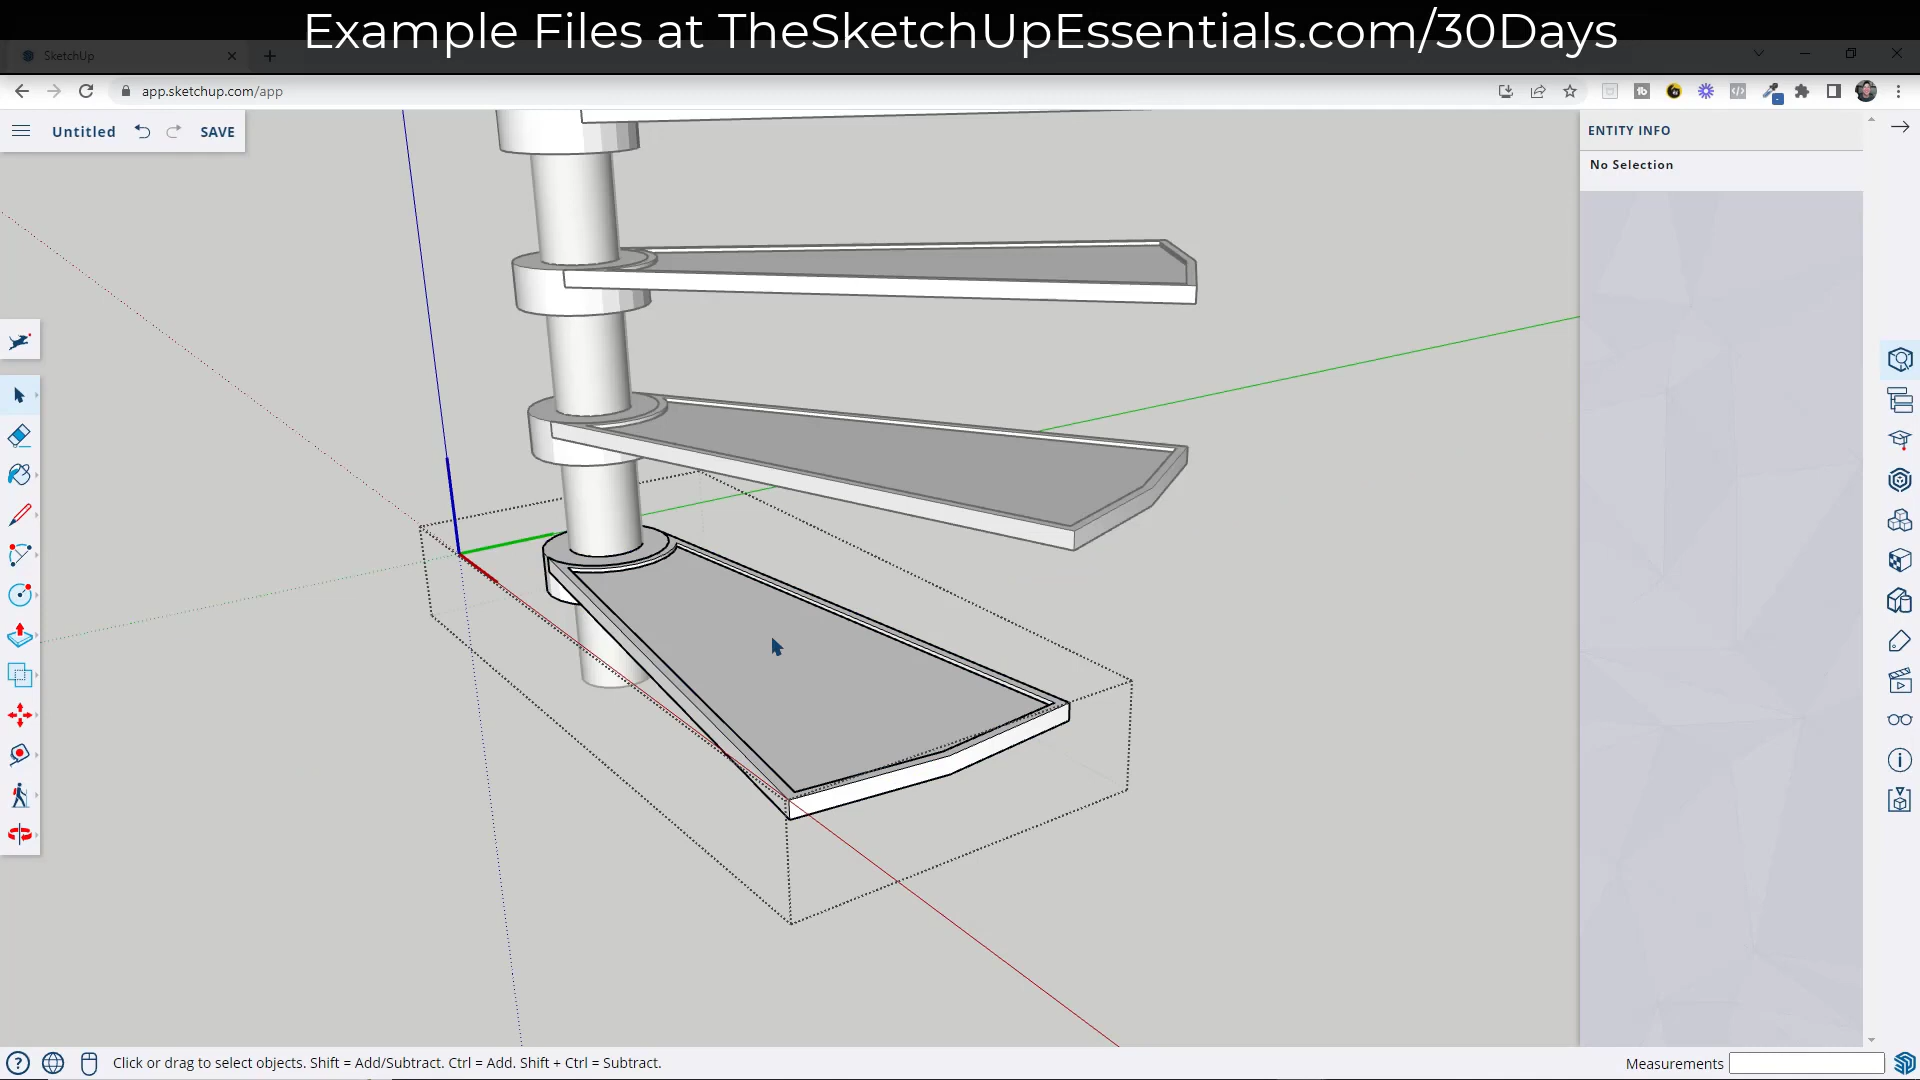 Example Files at TheSketchUpEssentials.com/30Days
SketchUp
app.sketchup.com/app
Untitled
SAVE
ENTITY INFO
No Selection
Click or drag to select objects. Shift = Add/Subtract. Ctrl = Add. Shift + Ctrl = Subtract.
Measurements